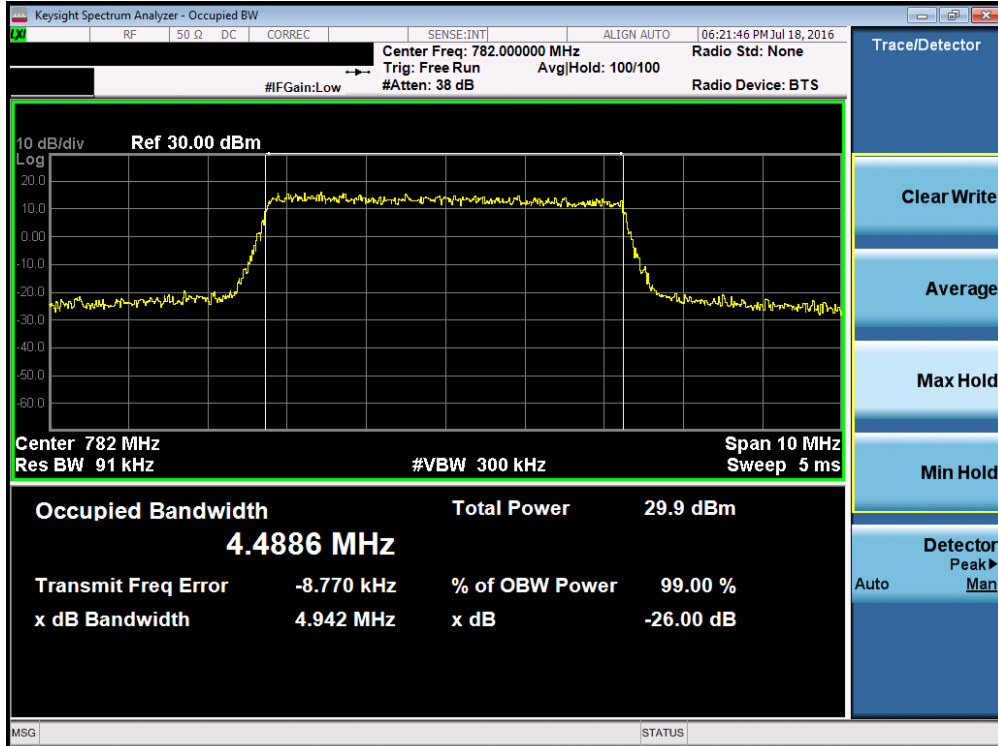 Keysight Spectrum Analyzer - Occupied BW
LXI RF 50 Ω DC CORREC SENSE:INT ALIGN AUTO 06:21:46 PM Jul 18, 2016
Center Freq: 782.000000 MHz Radio Std: None
Trig: Free Run Avg|Hold: 100/100
#IFGain:Low #Atten: 38 dB Radio Device: BTS
Trace/Detector
10 dB/div Ref 30.00 dBm
Log
20.0
10.0
0.00
-10.0
-20.0
-30.0
-40.0
-50.0
-60.0
Center 782 MHz Span 10 MHz
Res BW 91 kHz #VBW 300 kHz Sweep 5 ms
Clear Write
Average
Max Hold
Min Hold
Detector
Peak▶
Auto Man
Occupied Bandwidth Total Power 29.9 dBm
4.4886 MHz
Transmit Freq Error -8.770 kHz % of OBW Power 99.00 %
x dB Bandwidth 4.942 MHz x dB -26.00 dB
MSG STATUS